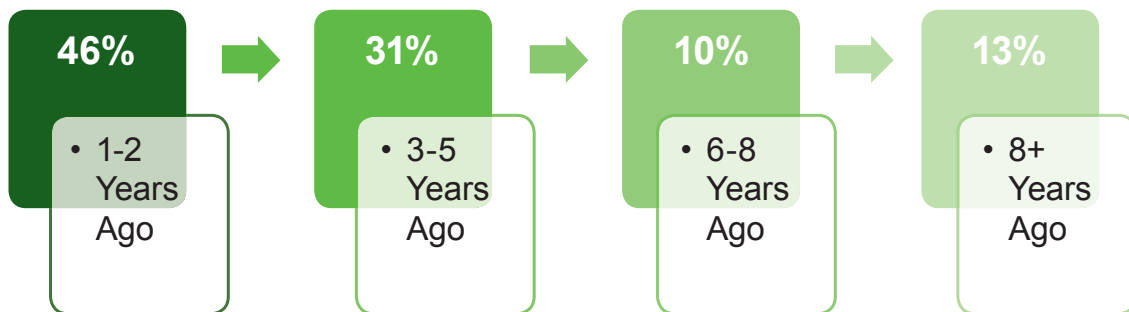 46%
• 1-2
Years
Ago
31%
• 3-5
Years
Ago
10%
• 6-8
Years
Ago
13%
• 8+
Years
Ago